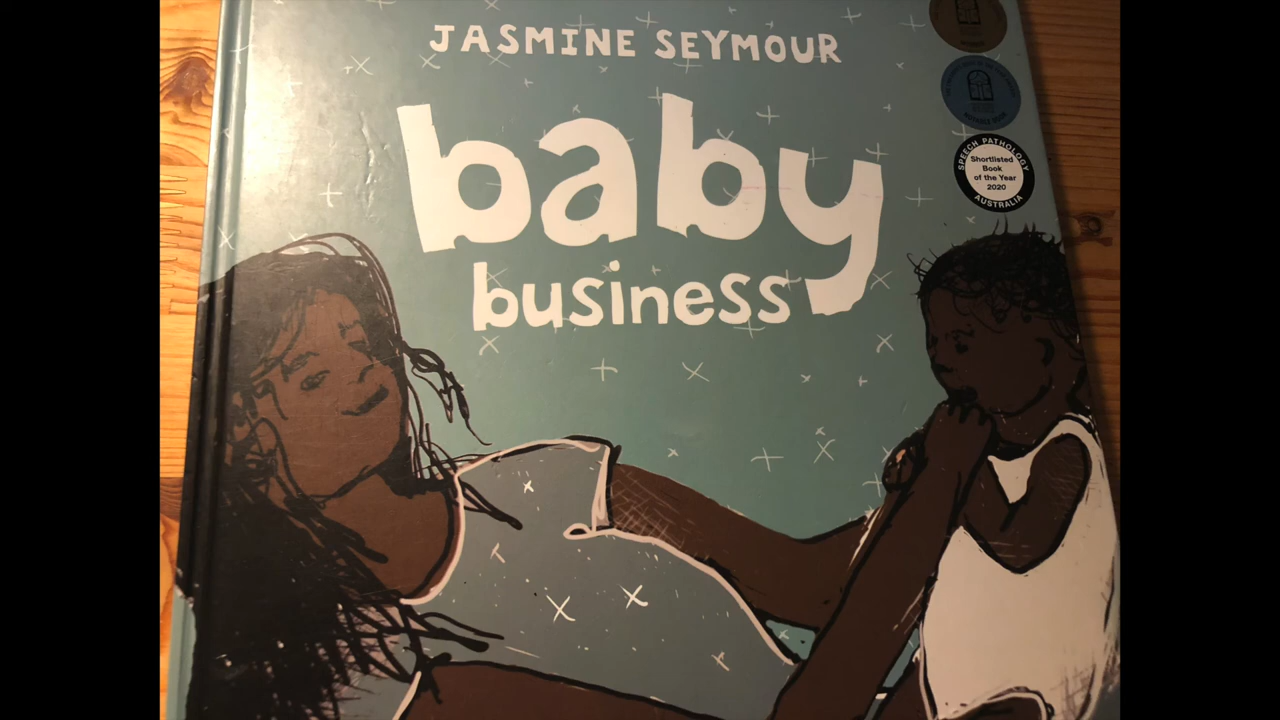 JASMINE SEYMOUR
baby
business
SPEECH PATHOLOGY
Shortlisted
Book
of the Year
2020
AUSTRALIA